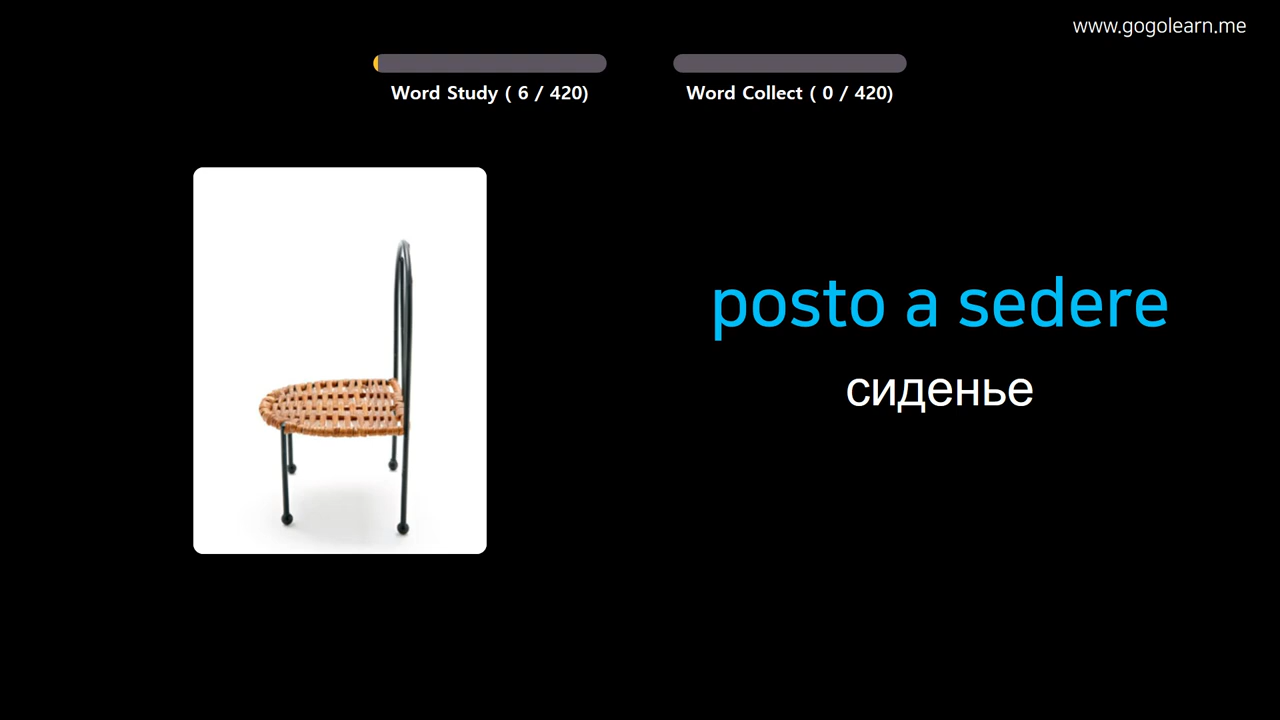 www.gogolearn.me
Word Study ( 6 / 420)
Word Collect ( 0 / 420)
posto a sedere
сиденье